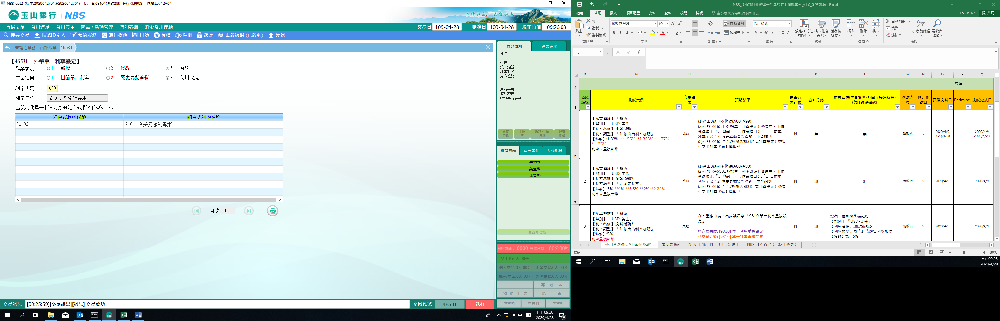 NBS-uat2 (版本:2020042701.b2020042701) 使用者:08104(測試239) 分行別:9908 工作站:L9712A04
玉山銀行 | NBS
心清如玉。義重如山。
自選交易 常用連結 常用表單 商品/活動管理 智能客服 消金常用連結
交易日 109-04-28 帳務日 109-04-28 現在時間 09:26:03
搜尋交易 帳號ID引入 預約服務 蒞行提醒 日誌 授權 廣播 鎖定 重啟週邊 (已啟動) 簽退
管理性業務 內部作業 46531
【46531 外幣單一利率設定】
作業類別 1 - 新增 2 - 修改 3 - 查詢
作業項目 1 - 目前單一利率 2 - 歷史異動資料 3 - 使用狀況
利率代碼 A50
利率名稱 2019公教專用
已使用此單一利率之所有組合式利率代碼如下：
組合式利率代號 組合式利率名稱
00406 2019美元優利專案
頁次 0001
身分識別 產品往來
姓名
生日
統一編號
理專姓名
身分註記
注意事項
簡訊密碼
近期事故異動
顧客資訊 手續費 通路/共同行銷 顧客影像
推薦商品 重要事件 互動記錄
無資料
無資料
無資料
一般轉介登錄
服務號碼： 0000 等候時間： 00分00秒
VIP:0人 00分
個人交易:0人 00分 企業交易:0人 00分
開戶/申請:0人 00分 外匯業務:0人 00分
再 呼 叫
預 約 叫 號 結 束
無資料 無資料 無資料
交易訊息 [09:25:59][交易訊息][訊息] 交易成功
交易代號 46531 執行
NBS
中
上午 09:26
2020/4/28
4
NBS_【46531外幣單一利率設定】測試案例_v1.0_測資盤點 - Excel
檔案 常用 插入 版面配置 公式 資料 校閱 檢視 告訴我您想要執行的動作... TEST19189 共用
貼上 剪下 複製 複製格式
微軟正黑體 10
B I U
自動換列
跨欄置中
通用格式
$ % ,
設定格式化的條件 格式化為表格 儲存格樣式
插入 刪除 格式
自動加總 填滿 清除
排序與篩選 尋找與選取
剪貼簿 字型 對齊方式 數值 樣式 儲存格 編輯
P7 fx
D G H I J K L M N O P Q
4 專項
5 情境編號 測試案例 交易結果 預期結果 是否有會計帳 會計分錄 前置準備(包含資料/外圍介接系統等)(與IT討論確認) 測試人員 預計測試日 實際測試日 Redmine 測試完成日
6
1
【作業選項】:「新增」
【幣別】:「USD-美金」
【利率名稱】:測試編號1
【利率類型】:「1-依牌告利率加碼」
【%數】:1.33% **1.55% **1.333% **1.77%
**1.76%
利率未重複新增
成功
(1)產出3碼利率代碼(A00-A99)
(2)可於《46531外幣單一利率設定》交易中，【作業選項】:「3-查詢」，【作業項目】:「1-目前單一利率」及「2-歷史異動資料查詢」中查詢到
(3)可於《46521台/外幣活期組合式利率設定》交易中之【利率代碼】選取到
N 無 無 V
2020/4/9
2020/4/28
2020/4/9
2020/4/28
7
2
【作業選項】:「新增」
【幣別】:「USD-美金」
【利率名稱】:測試編號2
【利率類型】:「2-固定利率」
【%數】:3% **4% **3.5% **2% **2.22%
利率未重複新增
成功
(1)產出3碼利率代碼(A00-A99)
(2)可於《46531外幣單一利率設定》交易中，【作業選項】:「3-查詢」，【作業項目】:「1-目前單一利率」及「2-歷史異動資料查詢」中查詢到
(3)可於《46521台/外幣活期組合式利率設定》交易中之【利率代碼】選取到
N 無 無 V 2020/4/9 2020/4/9
3
【作業選項】:「新增」
【幣別】:「USD-美金」
【利率名稱】:測試編號3
【利率類型】:「1-依牌告利率加碼」
【%數】:5%
利率重複新增
失敗
利率重複申請，出錯誤訊息:「9310 單一利率重複設定」
**交易失敗: [9310] 單一利率重複設定
**交易失敗: [9310] 單一利率重複設定
N 無
需有一個利率代碼A05
【幣別】:「USD-美金」
【利率名稱】:測試編號5
【利率類型】為「1-依牌告利率加碼」
【%數】為「5%」
V 2020/4/9 2020/4/9
使用者測試(UAT)案例＆報告 本交易統計 NBS_【46531】_01【新增】 NBS_【46531】_02【變更】
就緒
80%
NBS
上午 09:26
2020/4/28